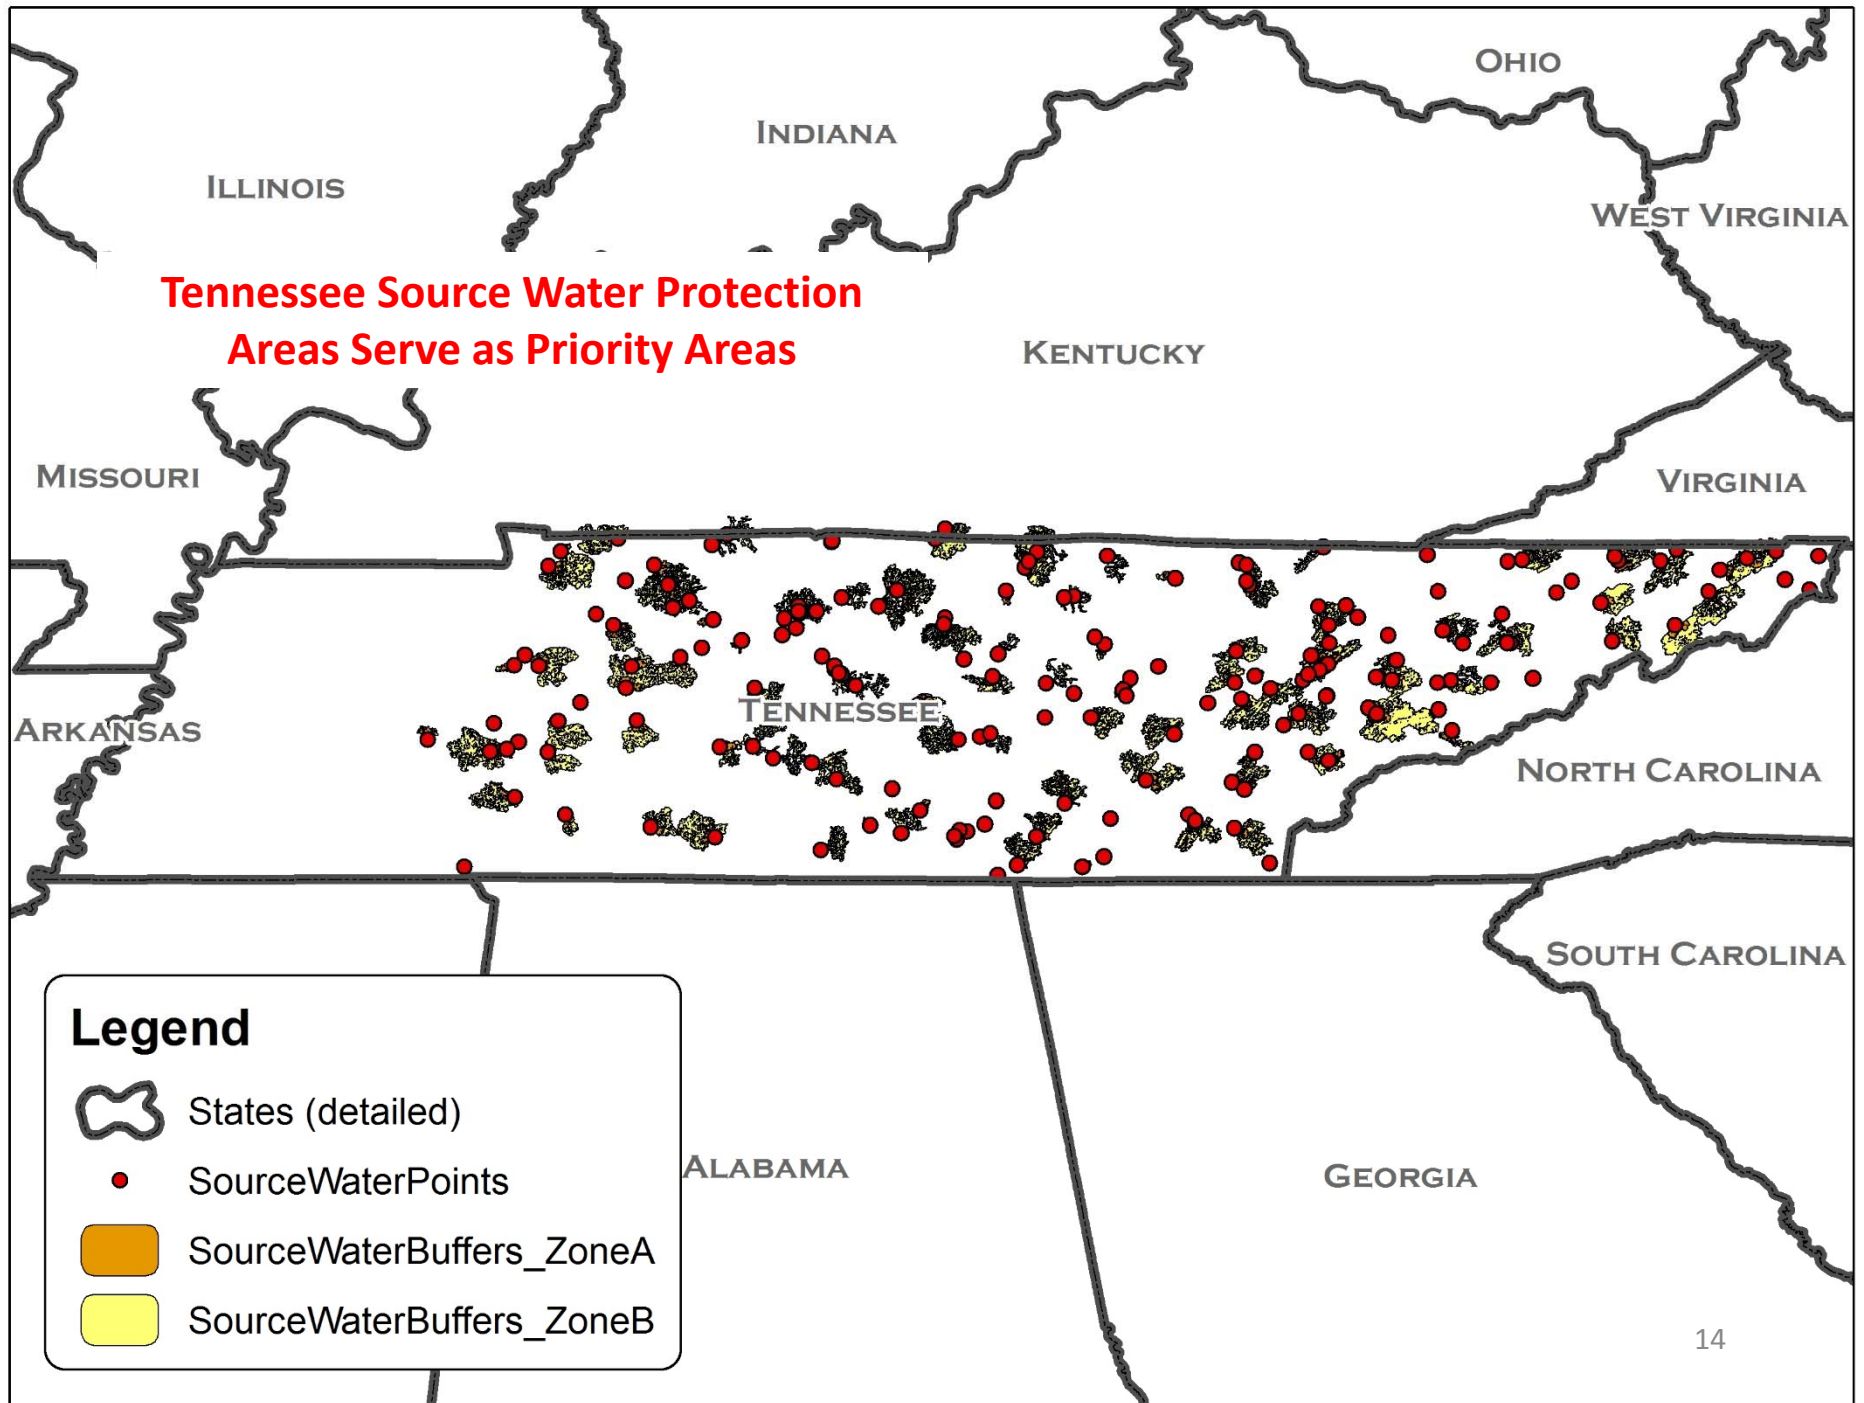 OHIO
INDIANA
ILLINOIS
WEST VIRGINIA
Tennessee Source Water Protection
Areas Serve as Priority Areas
KENTUCKY
MISSOURI
VIRGINIA
TENNESSEE
ARKANSAS
NORTH CAROLINA
SOUTH CAROLINA
Legend
States (detailed)
SourceWaterPoints
SourceWaterBuffers_ZoneA
SourceWaterBuffers_ZoneB
ALABAMA
GEORGIA
14